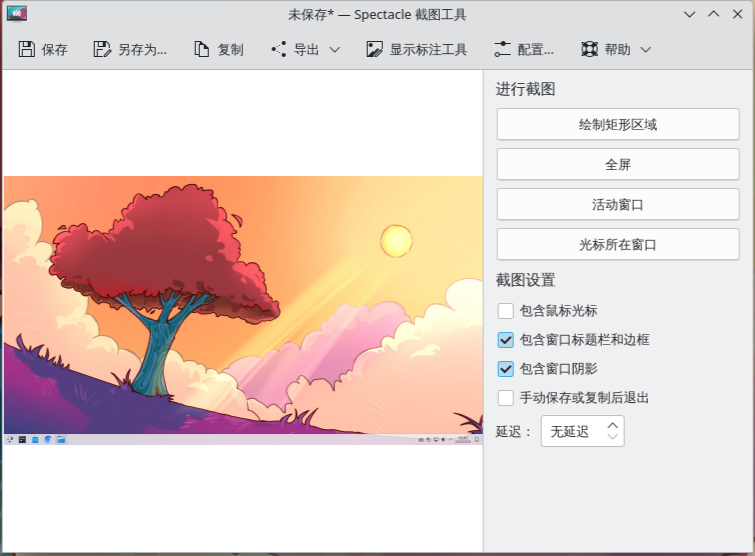 未保存* — Spectacle 截图工具
保存 另存为... 复制 导出 显示标注工具 配置... 帮助
进行截图
绘制矩形区域
全屏
活动窗口
光标所在窗口
截图设置
包含鼠标光标
包含窗口标题栏和边框
包含窗口阴影
手动保存或复制后退出
延迟： 无延迟